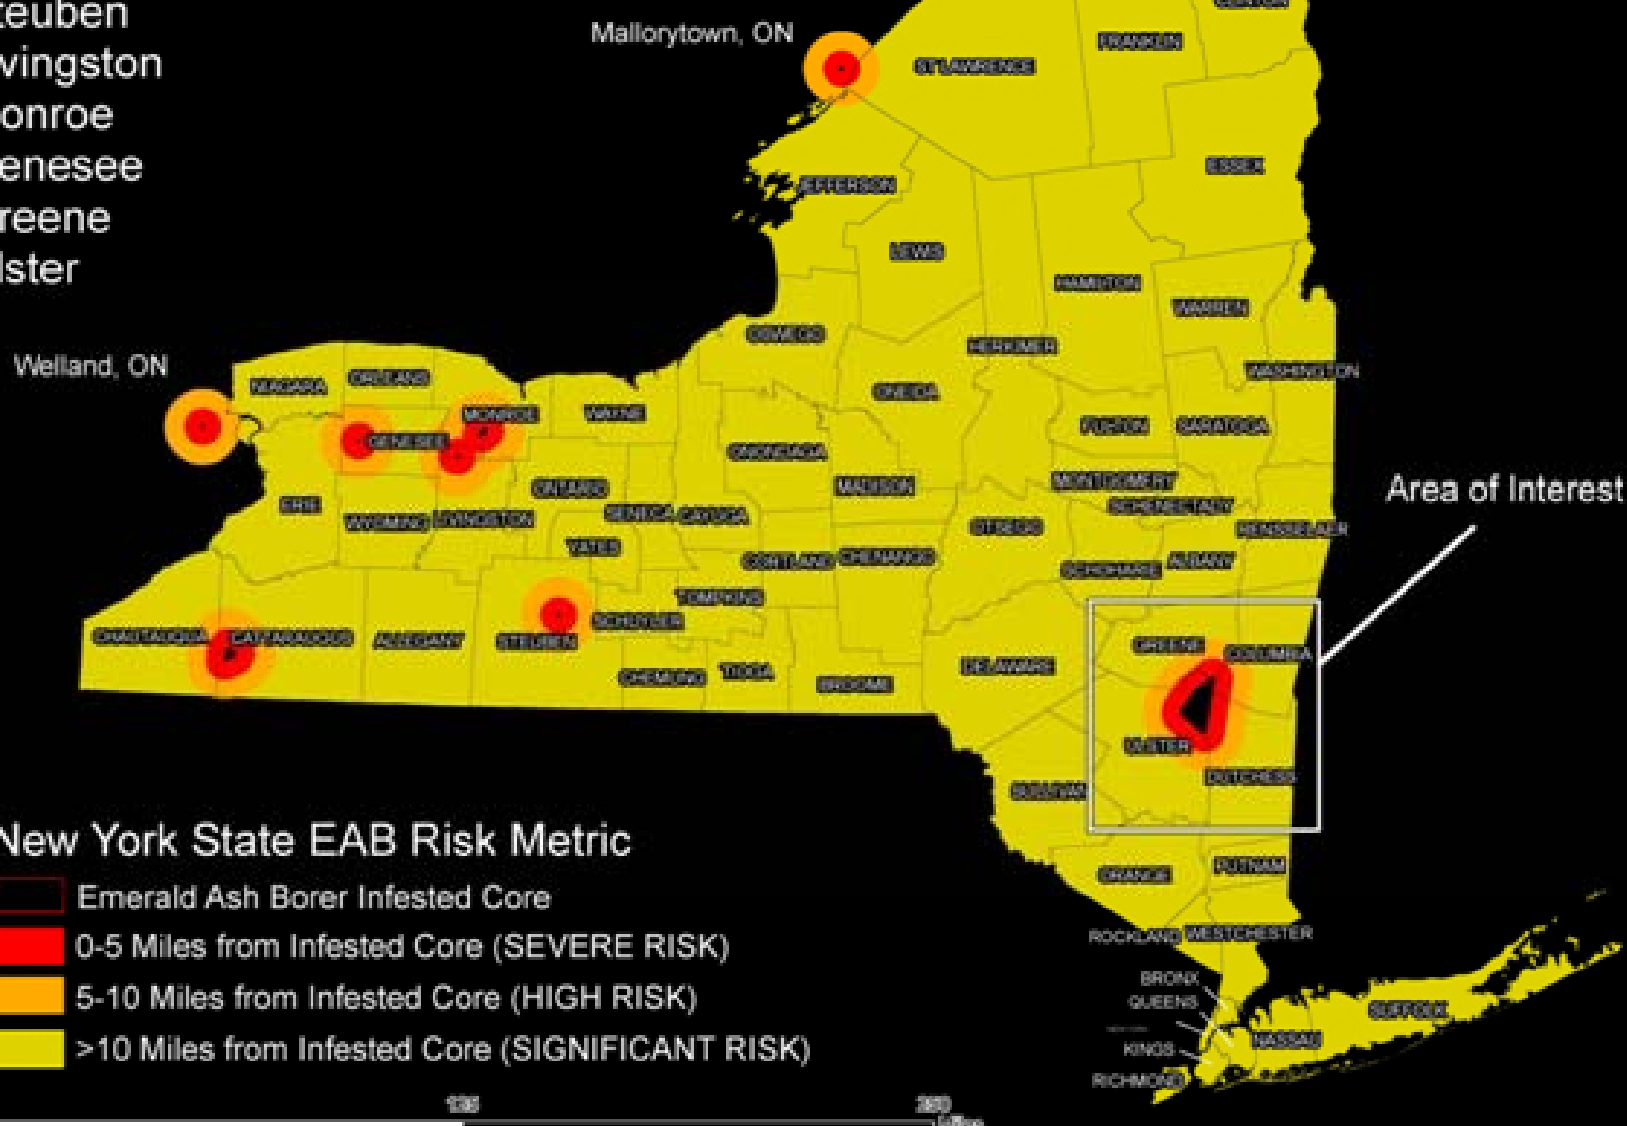 teuben
vingston
onroe
enesee
reene
lster
Mallorytown, ON
CLINTON
FRANKLIN
ST LAWRENCE
ESSEX
JEFFERSON
LEWIS
HAMILTON
WARREN
OSWEGO
HERKIMER
WASHINGTON
Welland, ON
NIAGARA
ORLEANS
ONEIDA
MONROE
WAYNE
FULTON
SARATOGA
GENESEE
ONONDAGA
MADISON
MONTGOMERY
Area of Interest
ONTARIO
ERIE
SCHENECTADY
WYOMING
LIVINGSTON
SENECA
CAYUGA
OTSEGO
RENSSELAER
YATES
CORTLAND
CHENANGO
SCHOHARIE
ALBANY
TOMPKINS
SCHUYLER
CHAUTAUQUA
CATTARAUGUS
ALLEGANY
STEUBEN
GREENE
COLUMBIA
DELAWARE
CHEMUNG
TIOGA
BROOME
ULSTER
DUTCHESS
SULLIVAN
New York State EAB Risk Metric
Emerald Ash Borer Infested Core
0-5 Miles from Infested Core (SEVERE RISK)
5-10 Miles from Infested Core (HIGH RISK)
>10 Miles from Infested Core (SIGNIFICANT RISK)
ORANGE
PUTNAM
ROCKLAND
WESTCHESTER
BRONX
QUEENS
SUFFOLK
NASSAU
KINGS
RICHMOND
125
250
Miles